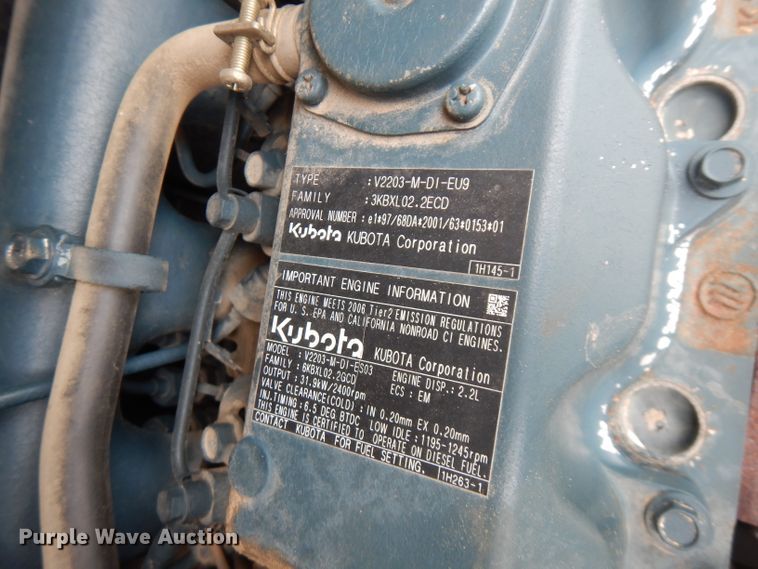 TYPE : V2203-M-DI-EU9
FAMILY : 3KBXL02.2ECD
APPROVAL NUMBER : e1*97/68DA*2001/63*0153*01
Kubota KUBOTA Corporation
1H145-1
IMPORTANT ENGINE INFORMATION
THIS ENGINE MEETS 2006 Tier2 EMISSION REGULATIONS
FOR U.S.EPA AND CALIFORNIA NONROAD CI ENGINES.
Kubota KUBOTA Corporation
MODEL : V2203-M-DI-ES03
FAMILY : 6KBXL02.2GCD ENGINE DISP.: 2.2L
OUTPUT : 31.9kW/2400rpm ECS : EM
VALVE CLEARANCE(COLD) : IN 0.20mm EX 0.20mm
INJ.TIMING: 6.5 DEG BTDC LOW IDLE : 1195-1245rpm
THIS ENGINE IS CERTIFIED TO OPERATE ON DIESEL FUEL.
CONTACT KUBOTA FOR FUEL SETTING.
1H263-1
Purple Wave Auction